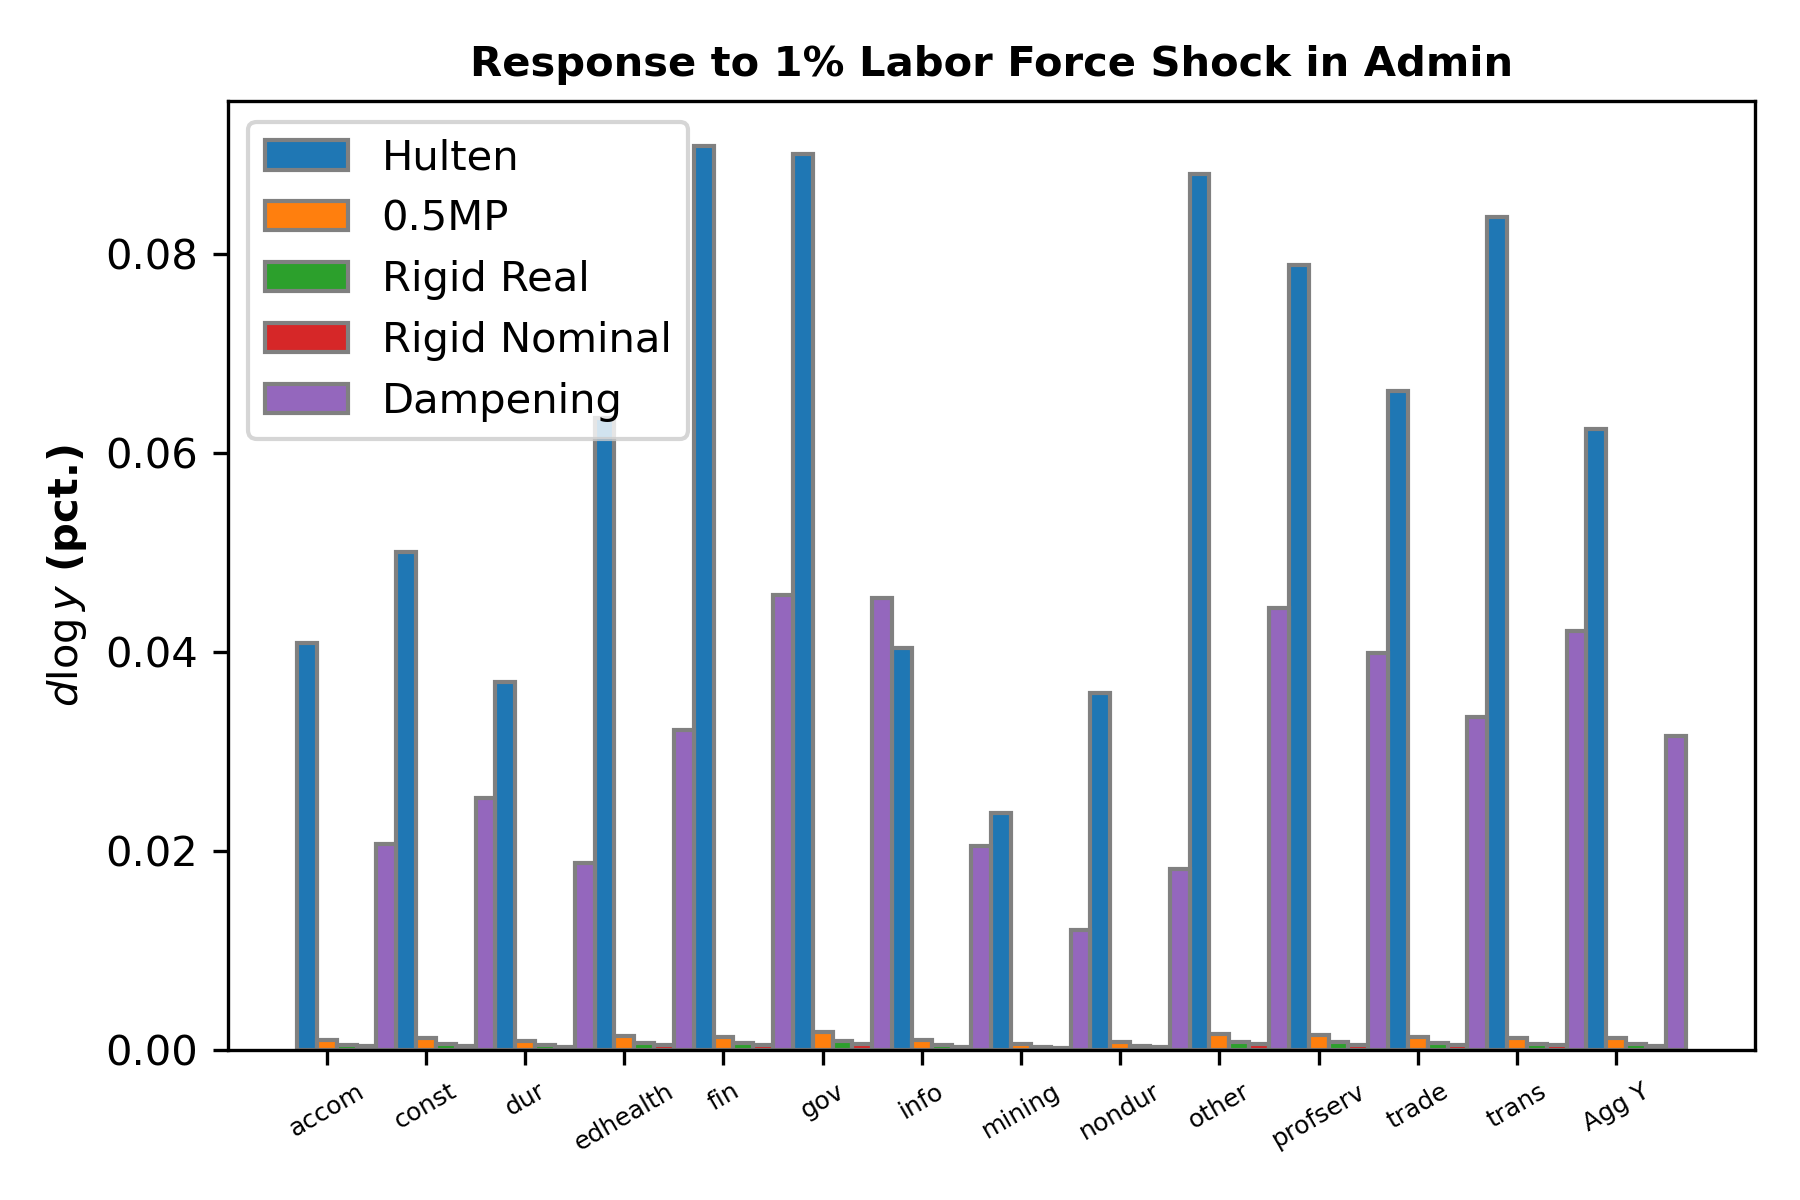 Response to 1% Labor Force Shock in Admin
Hulten
0.5MP
Rigid Real
Rigid Nominal
Dampening
dlog y (pct.)
0.08
0.06
0.04
0.02
0.00
accom const dur edhealth fin gov info mining nondur other profserv trade trans Agg Y